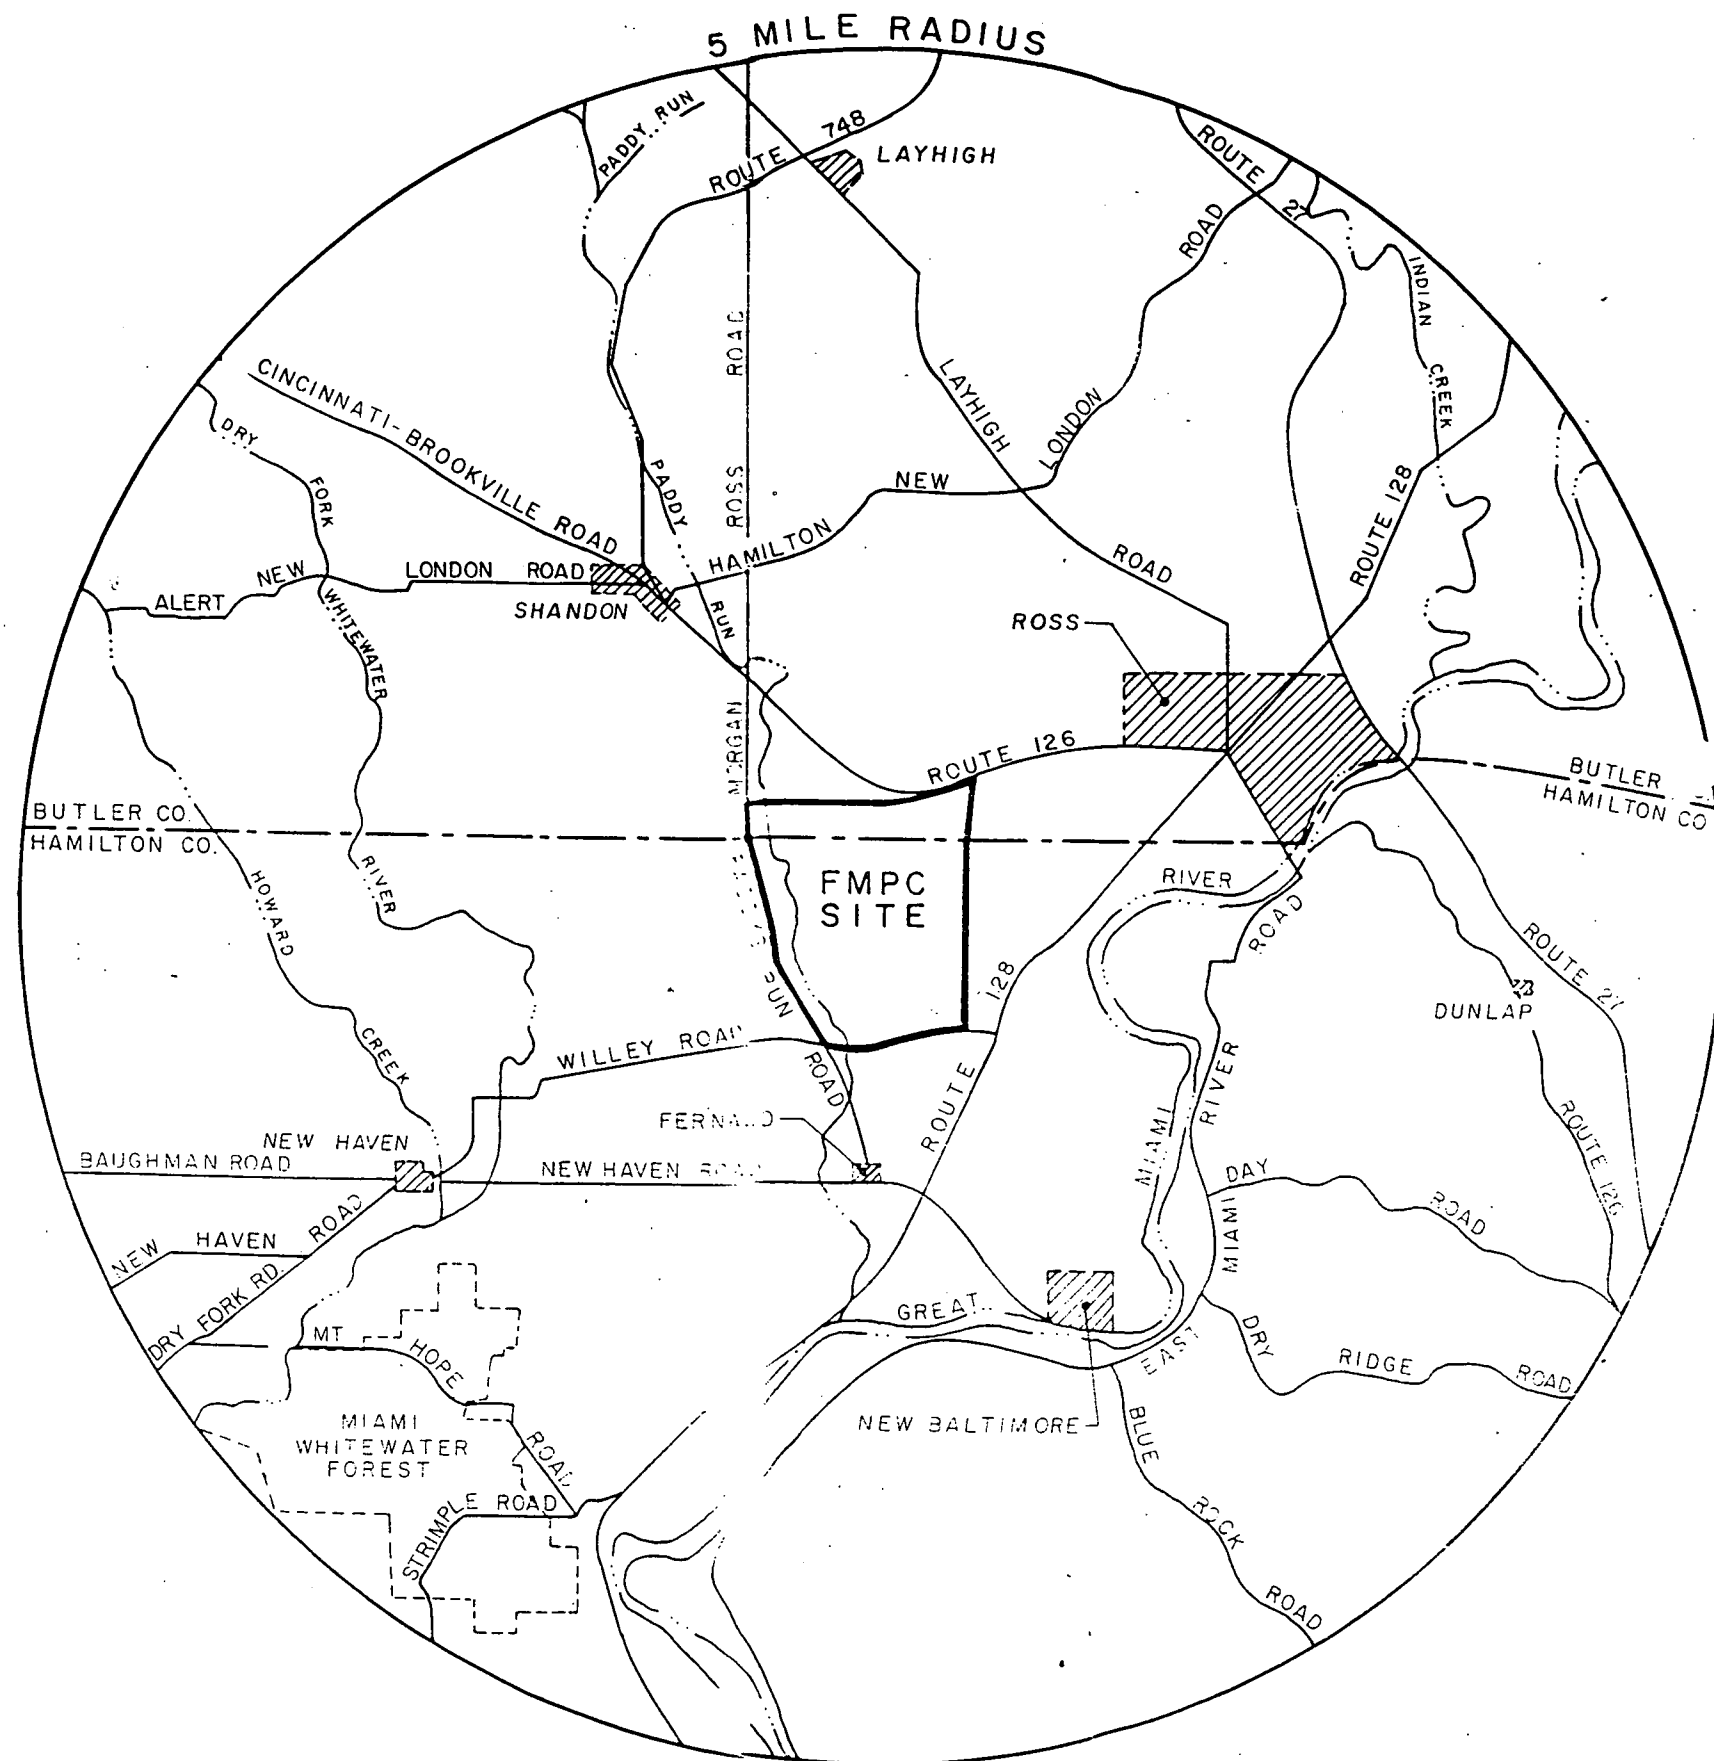 5 MILE RADIUS
PADDY RUN
ROUTE 748
LAYHIGH
ROUTE 27
NEW LONDON ROAD
INDIAN CREEK
CINCINNATI-BROOKVILLE ROAD
ROSS ROAD
LAYHIGH ROAD
DRY FORK WHITEWATER RIVER
PADDY RUN
HAMILTON
ROUTE 128
ALERT NEW LONDON ROAD
SHANDON
ROSS
MORGAN
ROUTE 126
BUTLER CO.
HAMILTON CO.
BUTLER
HAMILTON CO
FMPC
SITE
RIVER
HOWARD CREEK
RUN ROAD
ROUTE 128
ROAD
ROUTE 27
DUNLAP
WILLEY ROAD
RIVER
MIAMI
ROUTE 126
NEW HAVEN
BAUGHMAN ROAD
NEW HAVEN ROAD
DAY ROAD
NEW HAVEN ROAD
DRY FORK RD.
MIAMI
GREAT
EAST
MT HOPE ROAD
DRY RIDGE ROAD
NEW BALTIMORE
MIAMI
WHITEWATER
FOREST
STRIMPLE ROAD
BLUE ROCK ROAD